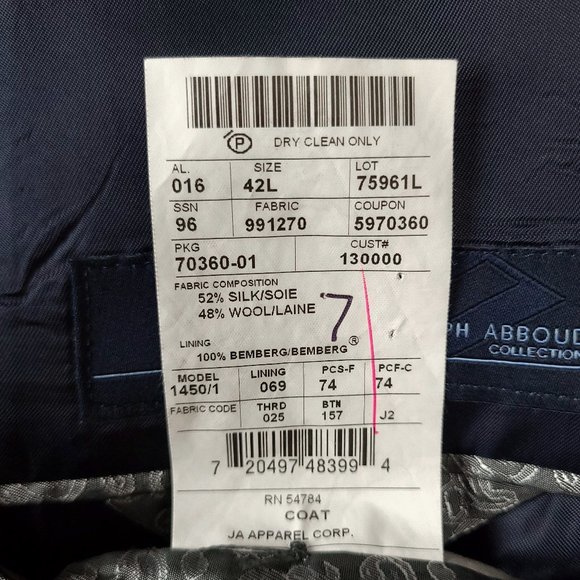 P DRY CLEAN ONLY
AL. SIZE LOT
016 42L 75961L
SSN FABRIC COUPON
96 991270 5970360
PKG CUST#
70360-01 130000
FABRIC COMPOSITION
52% SILK/SOIE
48% WOOL/LAINE
7
LINING
100% BEMBERG/BEMBERG®
MODEL LINING PCS-F PCF-C
1450/1 069 74 74
FABRIC CODE THRD BTN
025 157 J2
7 20497 48399 4
RN 54784
COAT
JA APPAREL CORP.
PH ABBOUD
COLLECTION